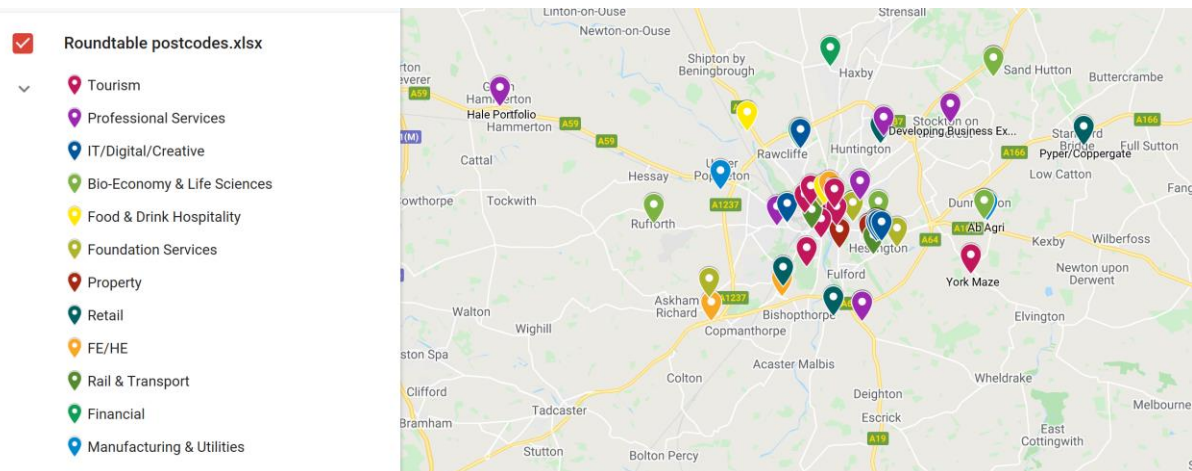 Roundtable postcodes.xlsx
Tourism
Professional Services
IT/Digital/Creative
Bio-Economy & Life Sciences
Food & Drink Hospitality
Foundation Services
Property
Retail
FE/HE
Rail & Transport
Financial
Manufacturing & Utilities
Linton-on-Ouse
Strensall
Newton-on-Ouse
Shipton by
Beningbrough
Haxby
Sand Hutton
Buttercrambe
A59
Hammerton
Hale Portfolio
Hammerton
A59
A59
Developing Business Ex...
Stockton on
A166
Pyper/Coppergate
Full Sutton
A166
Rawcliffe
Huntington
Cattal
Hessay
Low Catton
Tockwith
Rufforth
A1237
Ab Agri
Kexby
Wilberfoss
A64
Fulford
York Maze
Newton upon
Derwent
Walton
Askham
Richard
A1237
Bishopthorpe
Elvington
Wighill
Copmanthorpe
Acaster Malbis
Wheldrake
Colton
Clifford
Bramham
Tadcaster
Deighton
Escrick
A19
Melbourne
East
Cottingwith
Stutton
Bolton Percy